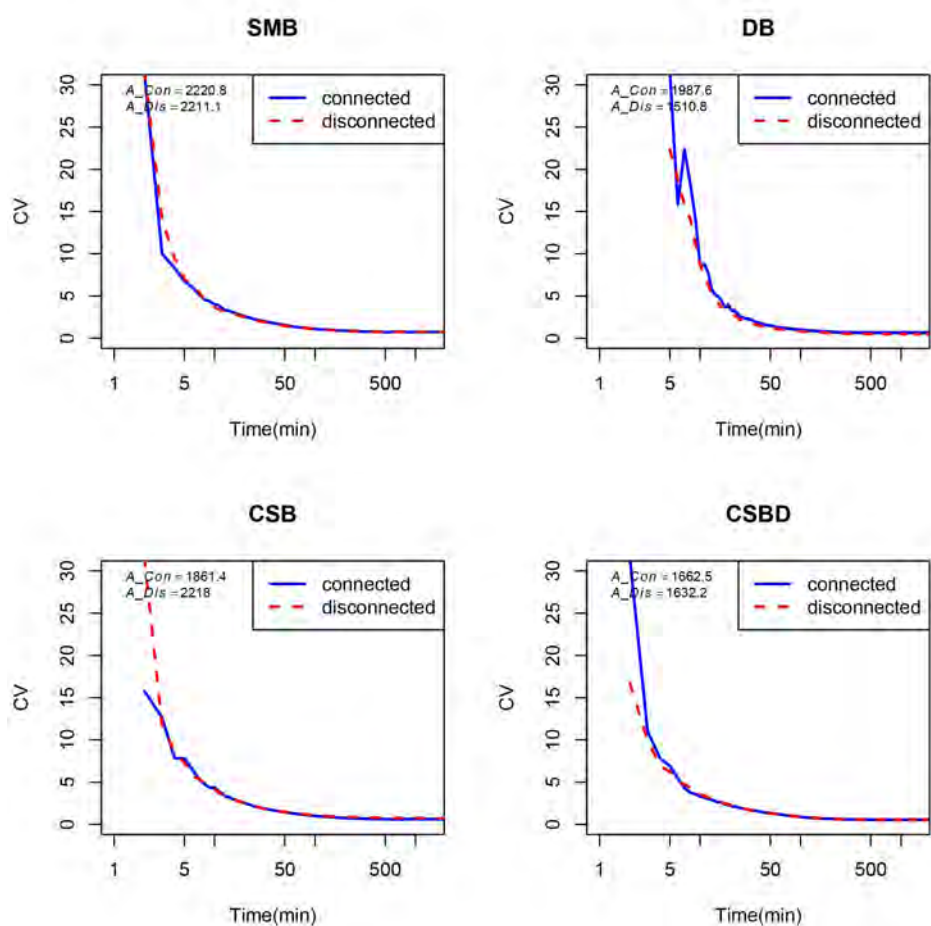 SMB
A_Con=2220.8
A_Dis=2211.1
connected
disconnected
30
25
20
15
10
5
0
CV
1 5 50 500
Time(min)
DB
A_Con=1987.6
A_Dis=1510.8
connected
disconnected
30
25
20
15
10
5
0
CV
1 5 50 500
Time(min)
CSB
A_Con=1861.4
A_Dis=2218
connected
disconnected
30
25
20
15
10
5
0
CV
1 5 50 500
Time(min)
CSBD
A_Con=1662.5
A_Dis=1632.2
connected
disconnected
30
25
20
15
10
5
0
CV
1 5 50 500
Time(min)